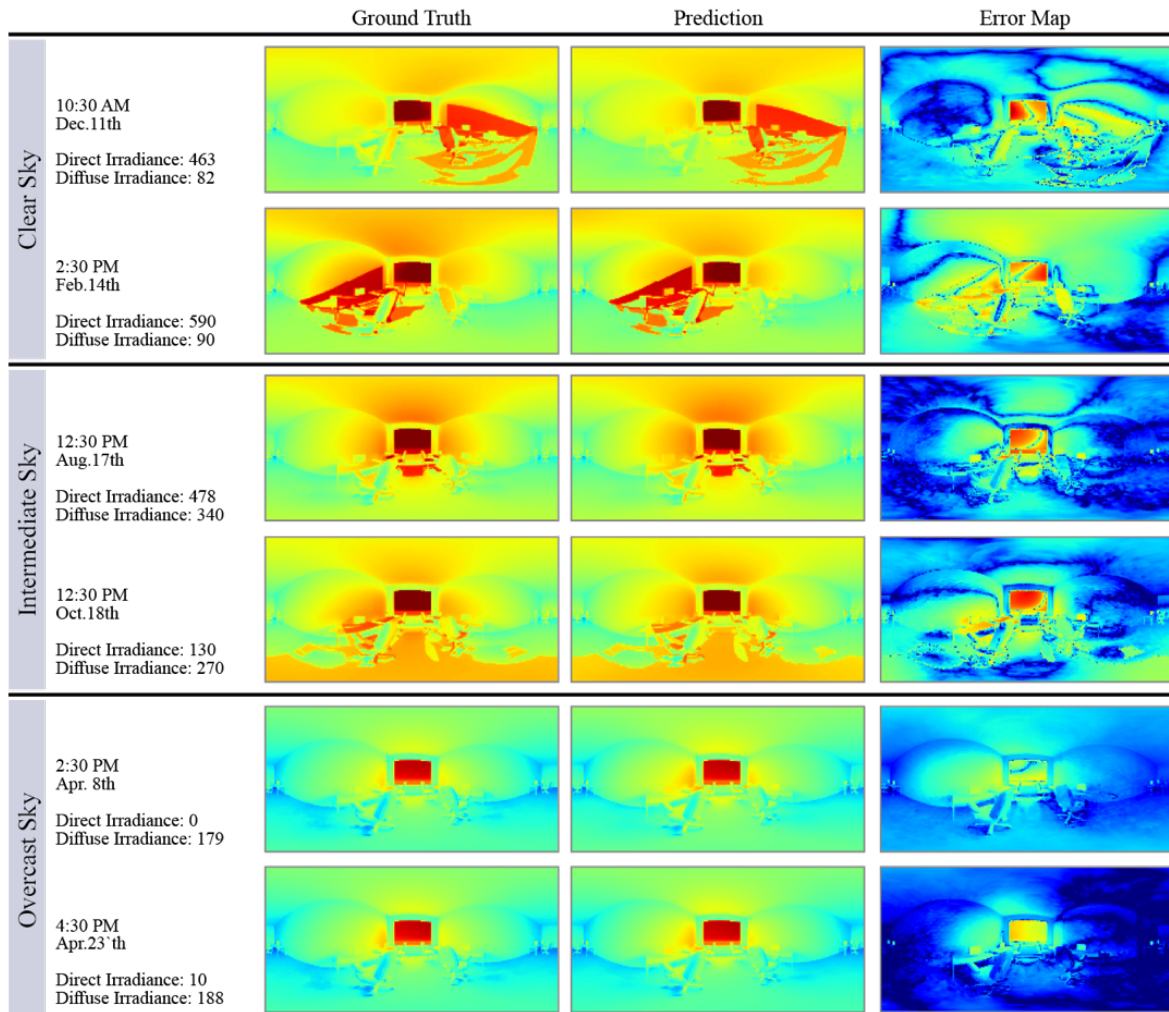 Ground Truth
Prediction
Error Map
Clear Sky
10:30 AM
Dec.11th
Direct Irradiance: 463
Diffuse Irradiance: 82
2:30 PM
Feb.14th
Direct Irradiance: 590
Diffuse Irradiance: 90
Intermediate Sky
12:30 PM
Aug.17th
Direct Irradiance: 478
Diffuse Irradiance: 340
12:30 PM
Oct.18th
Direct Irradiance: 130
Diffuse Irradiance: 270
Overcast Sky
2:30 PM
Apr. 8th
Direct Irradiance: 0
Diffuse Irradiance: 179
4:30 PM
Apr.23`th
Direct Irradiance: 10
Diffuse Irradiance: 188